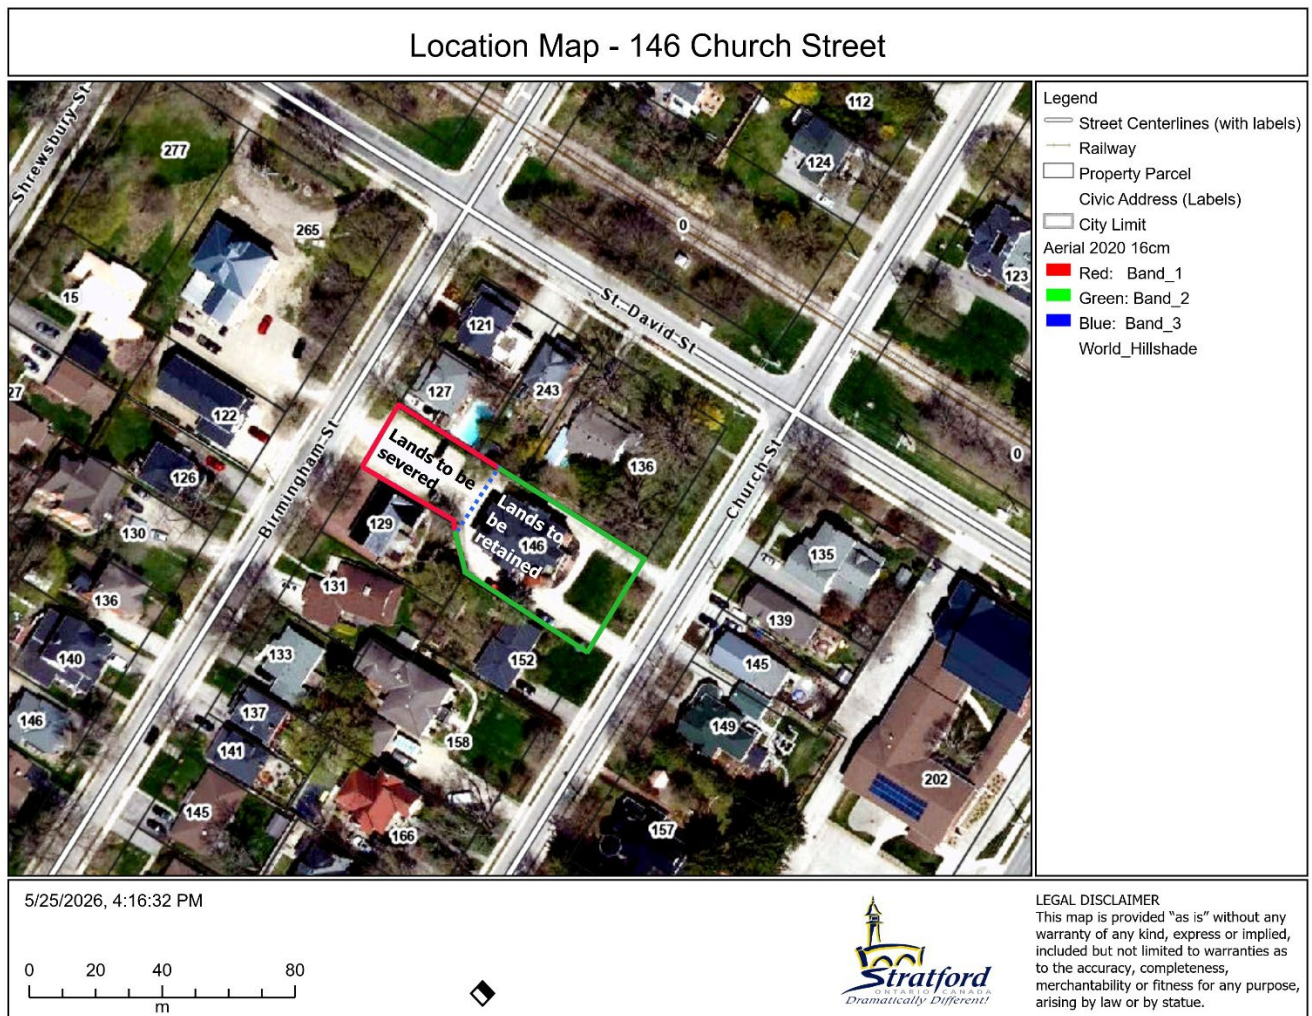 Location Map - 146 Church Street
Shrewsbury St
277
265
15
27
122
126
130
136
140
146
Birmingham St
121
127
243
136
129
131
133
137
141
145
158
166
152
Lands to be
severed
Lands to
be
retained
146
St. David St
Church St
112
124
0
123
0
135
139
145
149
157
202
Legend
Street Centerlines (with labels)
Railway
Property Parcel
Civic Address (Labels)
City Limit
Aerial 2020 16cm
Red: Band_1
Green: Band_2
Blue: Band_3
World_Hillshade
5/25/2026, 4:16:32 PM
0 20 40 80
m
Stratford
ONTARIO CANADA
Dramatically Different!
LEGAL DISCLAIMER
This map is provided "as is" without any
warranty of any kind, express or implied,
included but not limited to warranties as
to the accuracy, completeness,
merchantability or fitness for any purpose,
arising by law or by statue.